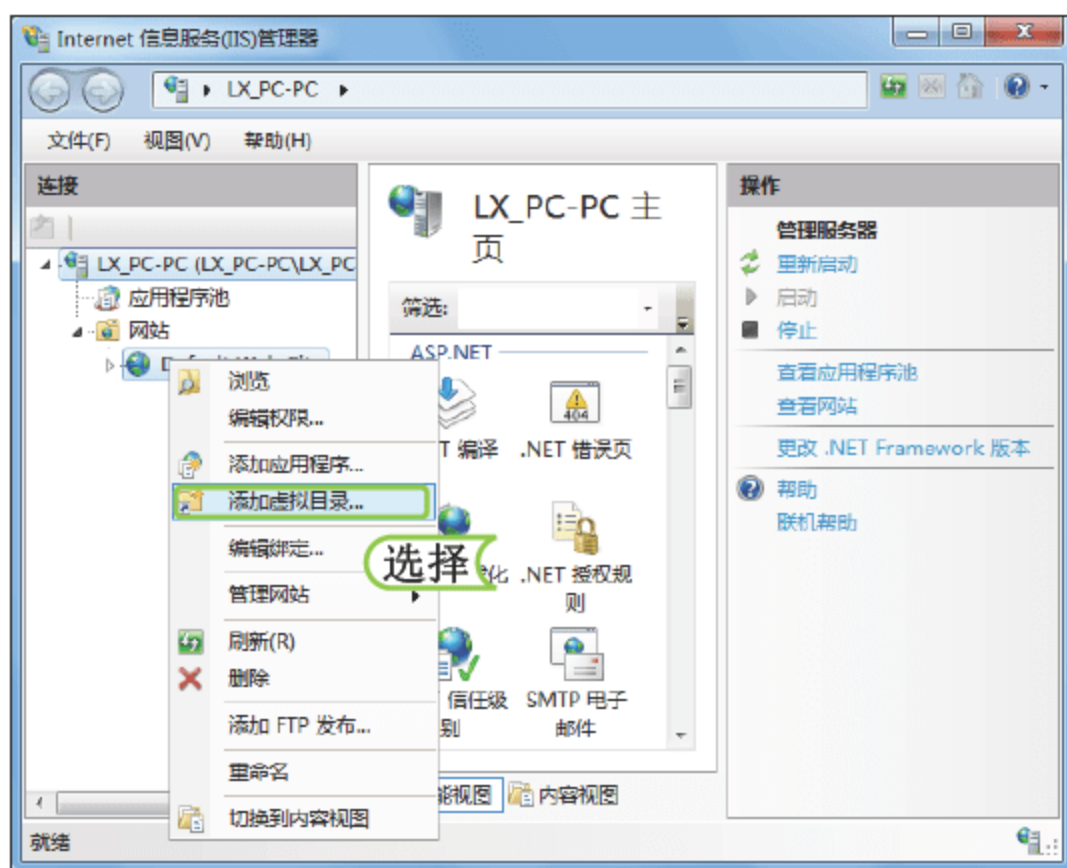 Internet 信息服务(IIS)管理器
LX_PC-PC
文件(F) 视图(V) 帮助(H)
连接
LX_PC-PC (LX_PC-PC\LX_PC
应用程序池
网站
浏览
编辑权限...
添加应用程序...
添加虚拟目录...
编辑绑定...
管理网站
刷新(R)
删除
添加 FTP 发布...
重命名
切换到内容视图
选择
LX_PC-PC 主
页
筛选:
ASP.NET
T 编译
.NET 错误页
404
化
.NET 授权规
则
信任级
别
SMTP 电子
邮件
能视图
内容视图
操作
管理服务器
重新启动
启动
停止
查看应用程序池
查看网站
更改 .NET Framework 版本
帮助
联机帮助
就绪